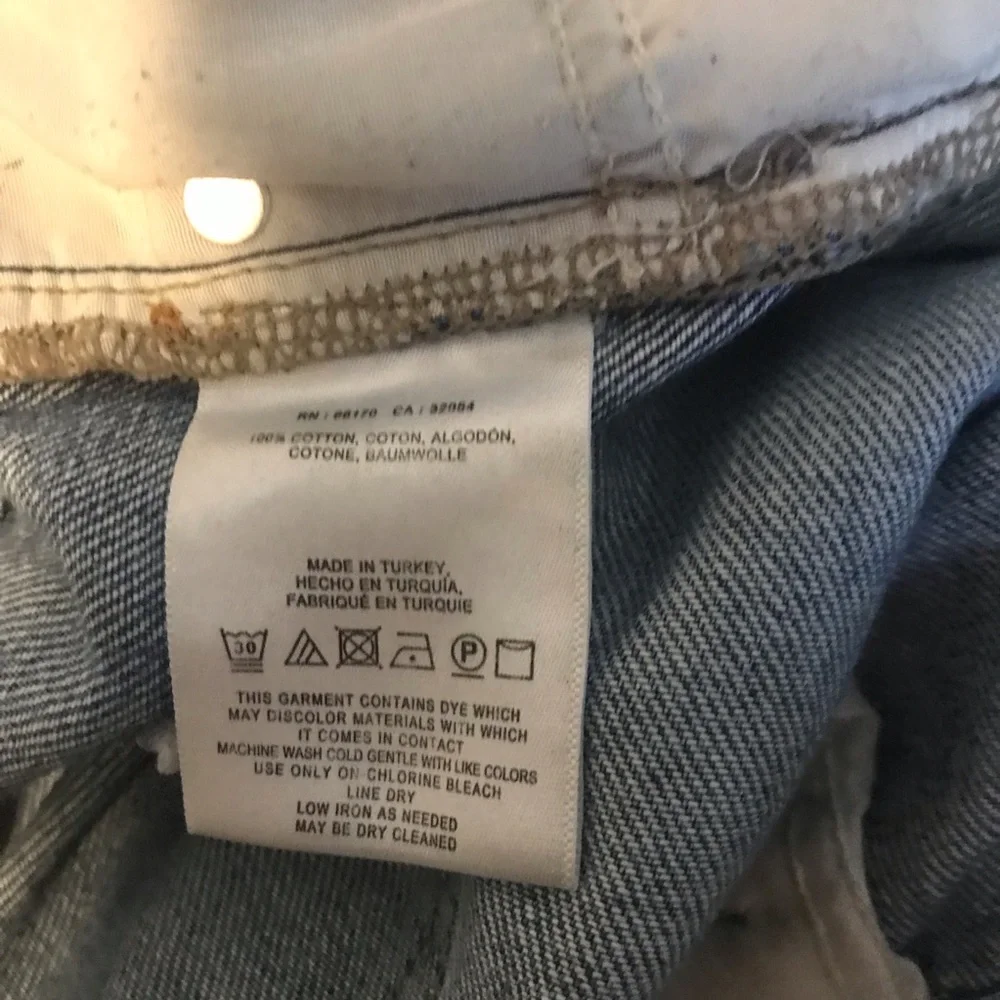 RN : 66170 CA : 32084
100% COTTON, COTON, ALGODÓN,
COTONE, BAUMWOLLE
MADE IN TURKEY,
HECHO EN TURQUÍA,
FABRIQUÉ EN TURQUIE
30 P
THIS GARMENT CONTAINS DYE WHICH
MAY DISCOLOR MATERIALS WITH WHICH
IT COMES IN CONTACT
MACHINE WASH COLD GENTLE WITH LIKE COLORS
USE ONLY CHLORINE BLEACH
LINE DRY
LOW IRON AS NEEDED
MAY BE DRY CLEANED